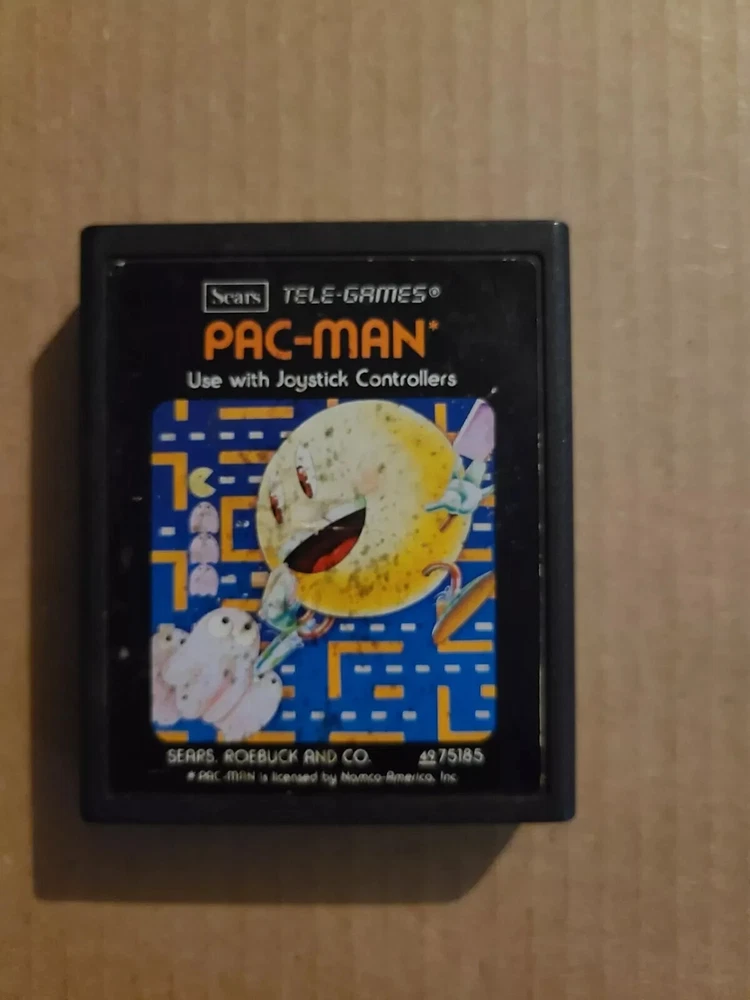 Sears TELE-GAMES®
PAC-MAN*
Use with Joystick Controllers
SEARS, ROEBUCK AND CO. 49 75185
* PAC-MAN is licensed by Namco-America, Inc